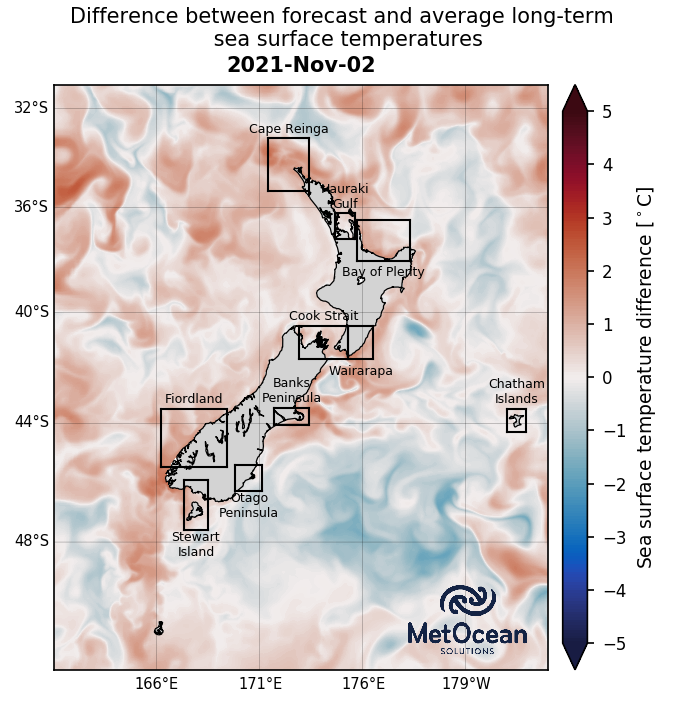 Difference between forecast and average long-term
sea surface temperatures
2021-Nov-02
32°S
36°S
40°S
44°S
48°S
166°E
171°E
176°E
179°W
Cape Reinga
Hauraki
Gulf
Bay of Plenty
Cook Strait
Wairarapa
Banks
Peninsula
Fiordland
Chatham
Islands
Otago
Peninsula
Stewart
Island
MetOcean
SOLUTIONS
5
4
3
2
1
0
−1
−2
−3
−4
−5
Sea surface temperature difference [°C]